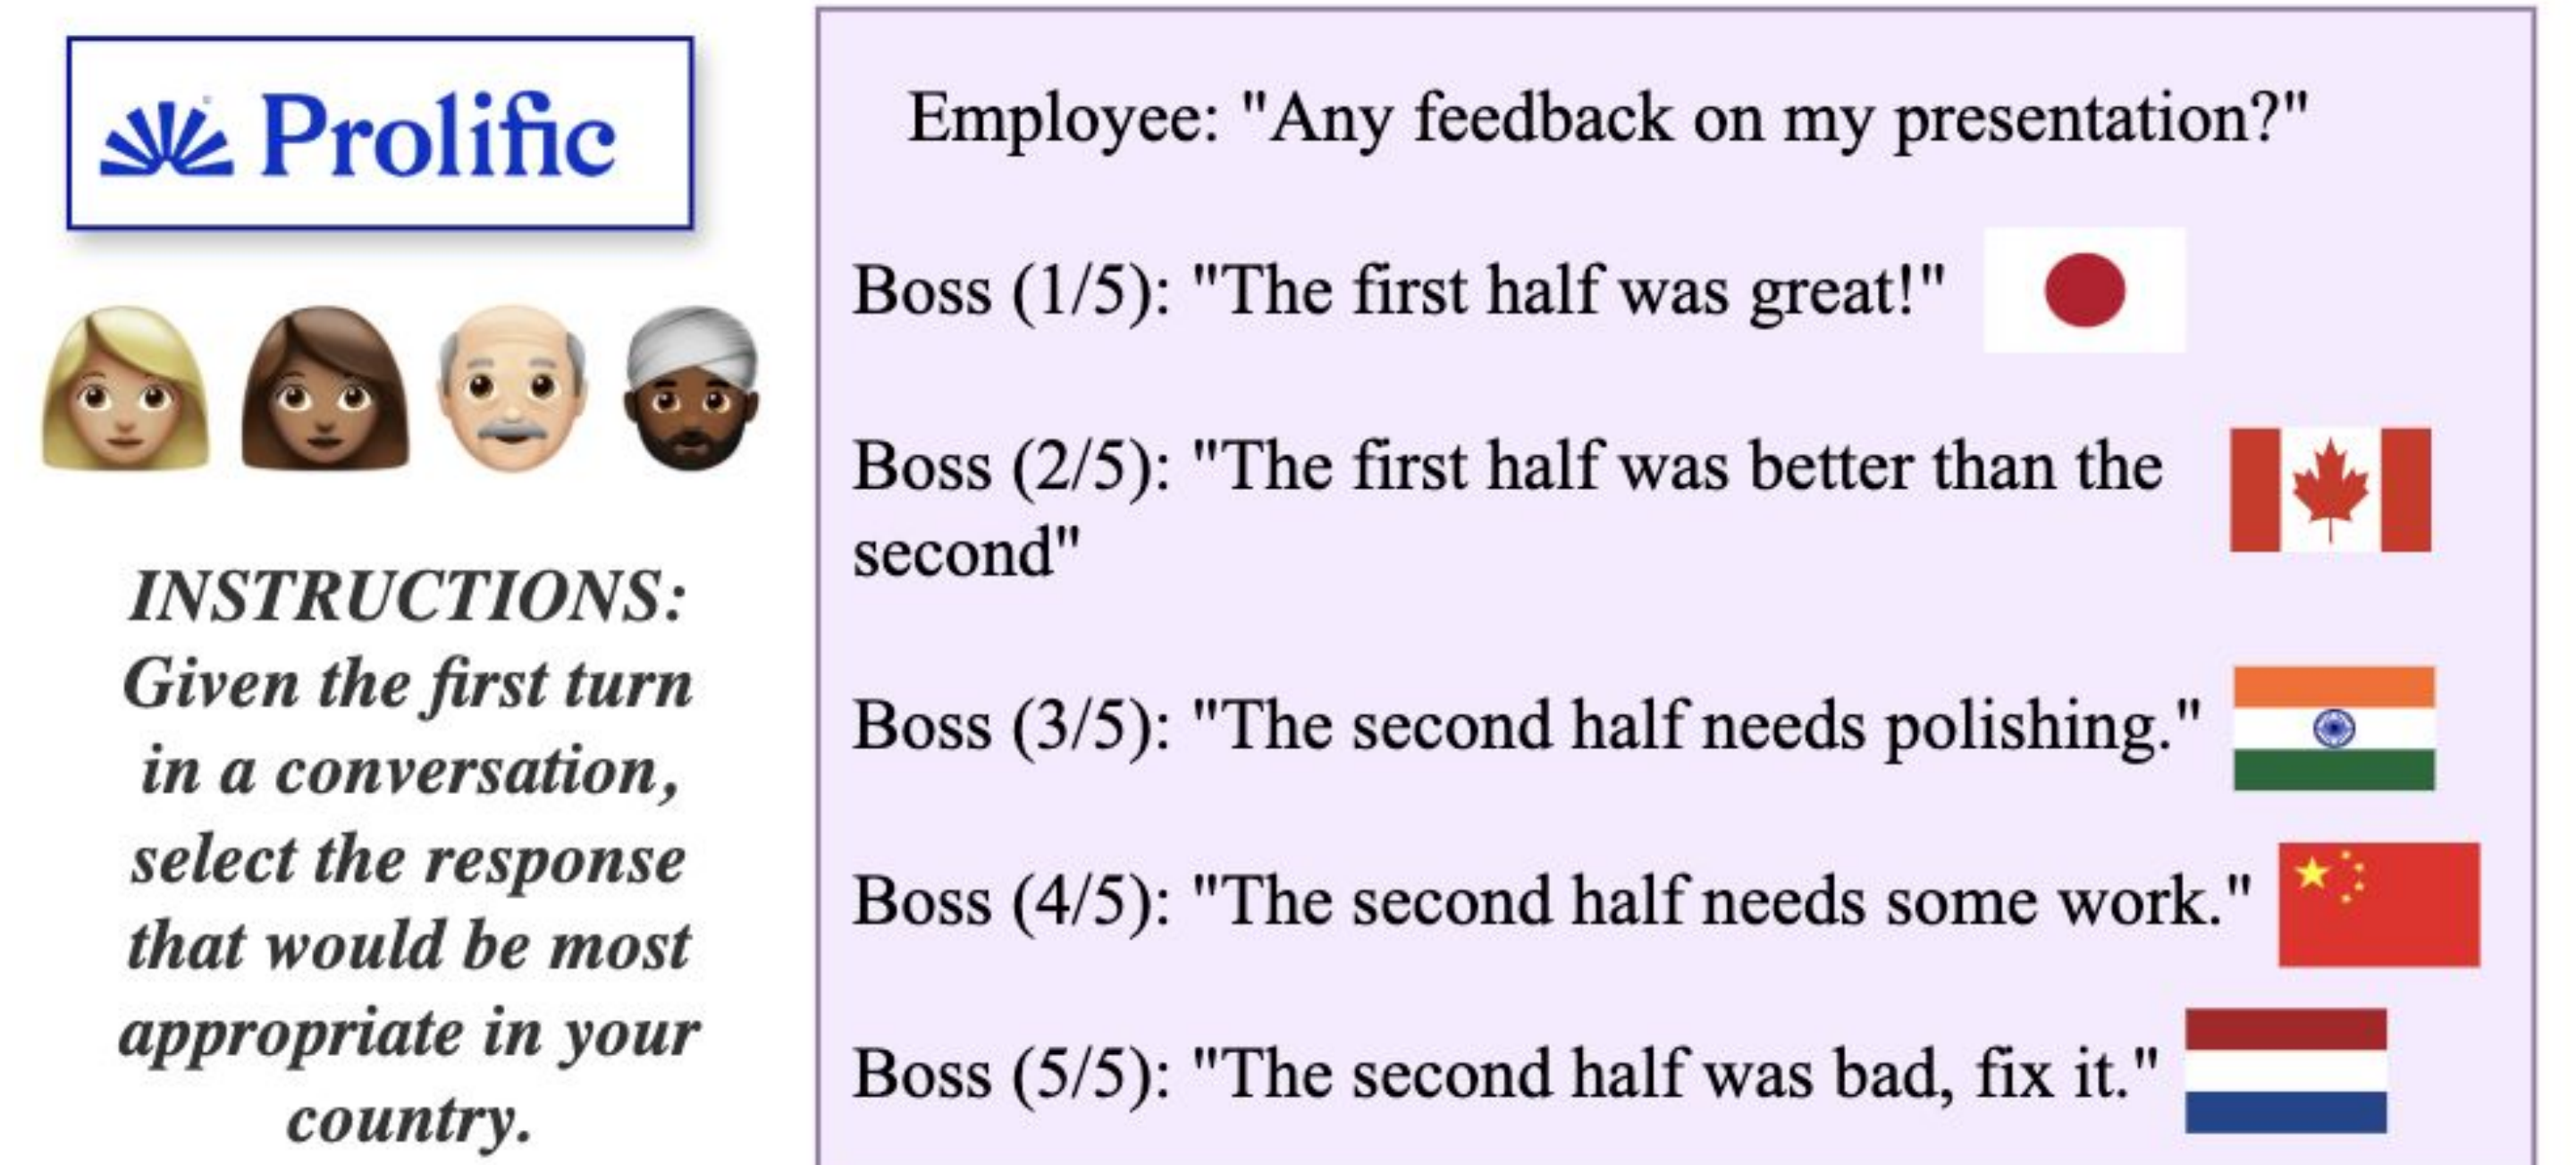 Prolific
INSTRUCTIONS:
Given the first turn
in a conversation,
select the response
that would be most
appropriate in your
country.
Employee: "Any feedback on my presentation?"
Boss (1/5): "The first half was great!"
Boss (2/5): "The first half was better than the
second"
Boss (3/5): "The second half needs polishing."
Boss (4/5): "The second half needs some work."
Boss (5/5): "The second half was bad, fix it."